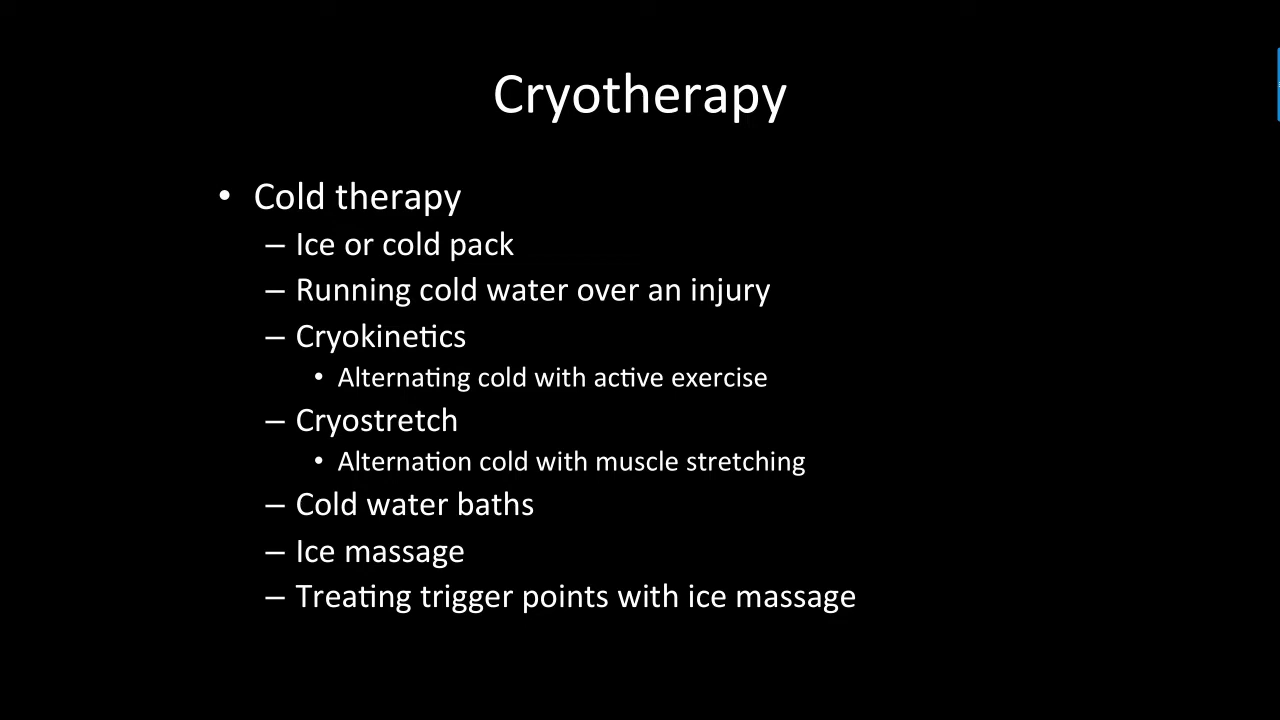 Cryotherapy
• Cold therapy
– Ice or cold pack
– Running cold water over an injury
– Cryokinetics
• Alternating cold with active exercise
– Cryostretch
• Alternation cold with muscle stretching
– Cold water baths
– Ice massage
– Treating trigger points with ice massage